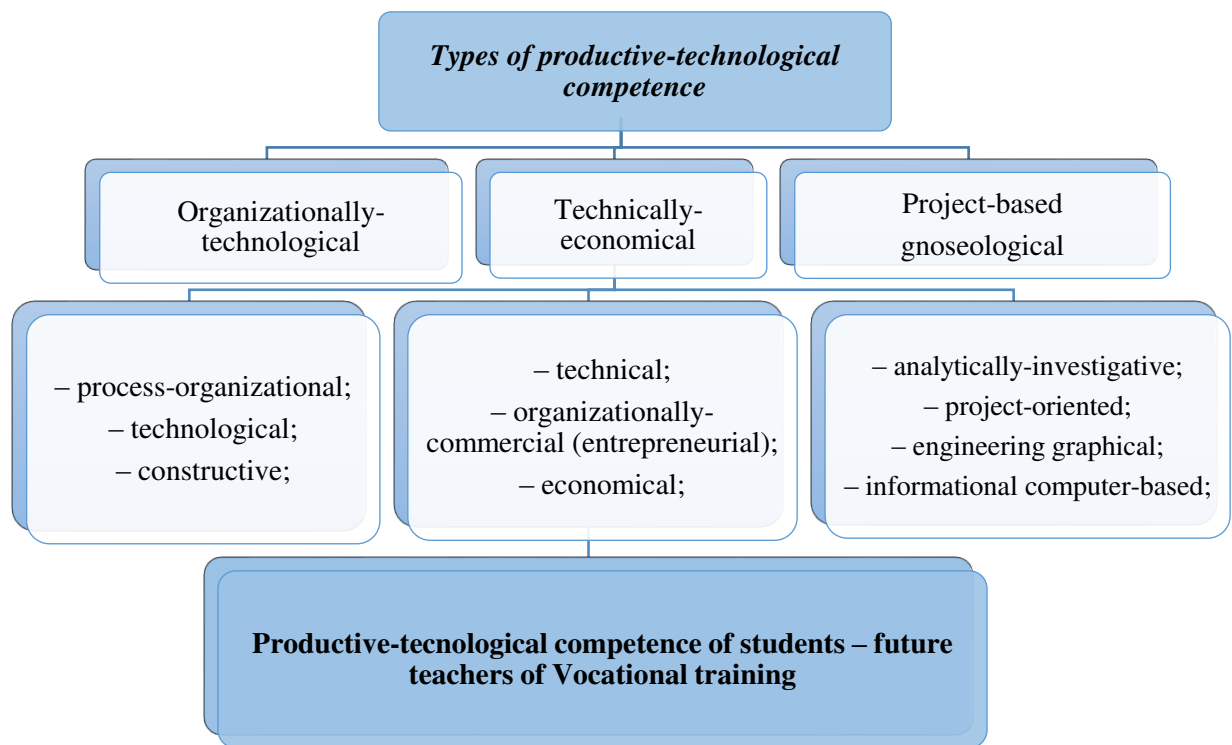 Types of productive-technological
competence
Organizationally-
technological
Technically-
economical
Project-based
gnoseological
– process-organizational;
– technological;
– constructive;
– technical;
– organizationally-
commercial (entrepreneurial);
– economical;
– analytically-investigative;
– project-oriented;
– engineering graphical;
– informational computer-based;
Productive-tecnological competence of students – future
teachers of Vocational training